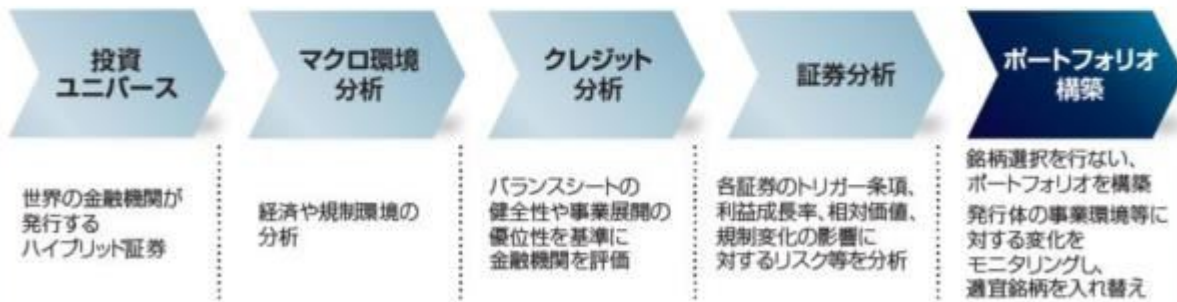 投資
ユニバース
マクロ環境
分析
クレジット
分析
証券分析
ポートフォリオ
構築
世界の金融機関が
発行する
ハイブリッド証券
経済や規制環境の
分析
バランスシートの
健全性や事業展開の
優位性を基準に
金融機関を評価
各証券のトリガー条項、
利益成長率、相対価値、
規制変化の影響に
対するリスク等を分析
銘柄選択を行ない、
ポートフォリオを構築
発行体の事業環境等に
対する変化を
モニタリングし、
適宜銘柄を入れ替え